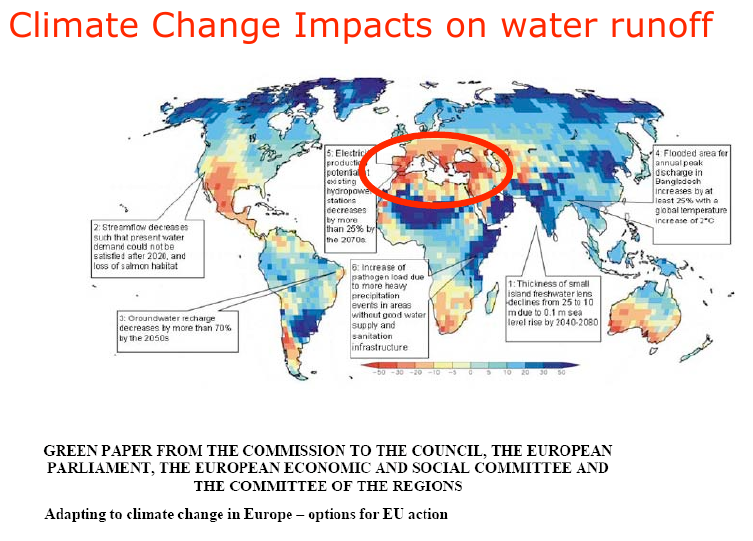 Climate Change Impacts on water runoff
5: Electrici
production
potential at
existing
hydropower
stations
decreases
by more
than 25% by
the 2070s.
4: Flooded area for
annual peak
discharge in
Bangladesh
increases by at
least 25% with a
global temperature
increase of 2°C
2: Streamflow decreases
such that present water
demand could not be
satisfied after 2020, and
loss of salmon habitat
6: Increase of
pathogen load due
to more heavy
precipitation
events in areas
without good water
supply and
sanitation
infrastructure
1: Thickness of small
island freshwater lens
declines from 25 to 10
m due to 0.1 m sea
level rise by 2040-2080
3: Groundwater recharge
decreases by more than 70%
by the 2050s
-50 -30 -20 -10 -5 0 5 10 20 30 50
GREEN PAPER FROM THE COMMISSION TO THE COUNCIL, THE EUROPEAN
PARLIAMENT, THE EUROPEAN ECONOMIC AND SOCIAL COMMITTEE AND
THE COMMITTEE OF THE REGIONS
Adapting to climate change in Europe – options for EU action